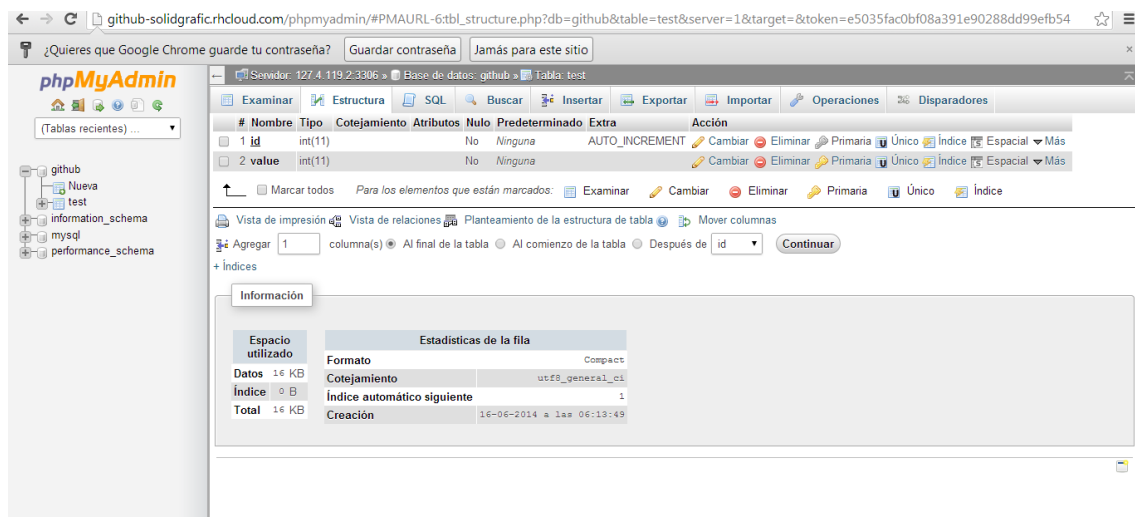 github-solidgrafic.rhcloud.com/phpmyadmin/#PMAURL-6:tbl_structure.php?db=github&table=test&server=1&target=&token=e5035fac0bf08a391e90288dd99efb54
¿Quieres que Google Chrome guarde tu contraseña? Guardar contraseña Jamás para este sitio
phpMyAdmin
(Tablas recientes) ...
github
Nueva
test
information_schema
mysql
performance_schema
Servidor: 127.4.119.2:3306 » Base de datos: github » Tabla: test
Examinar Estructura SQL Buscar Insertar Exportar Importar Operaciones Disparadores
# Nombre Tipo Cotejamiento Atributos Nulo Predeterminado Extra Acción
1 id int(11) No Ninguna AUTO_INCREMENT Cambiar Eliminar Primaria Único Índice Espacial Más
2 value int(11) No Ninguna Cambiar Eliminar Primaria Único Índice Espacial Más
Marcar todos Para los elementos que están marcados: Examinar Cambiar Eliminar Primaria Único Índice
Vista de impresión Vista de relaciones Planteamiento de la estructura de tabla Mover columnas
Agregar 1 columna(s) Al final de la tabla Al comienzo de la tabla Después de id Continuar
+ Índices
Información
Espacio utilizado
Datos 16 KB
Índice 0 B
Total 16 KB
Estadísticas de la fila
Formato Compact
Cotejamiento utf8_general_ci
Índice automático siguiente 1
Creación 16-06-2014 a las 06:13:49